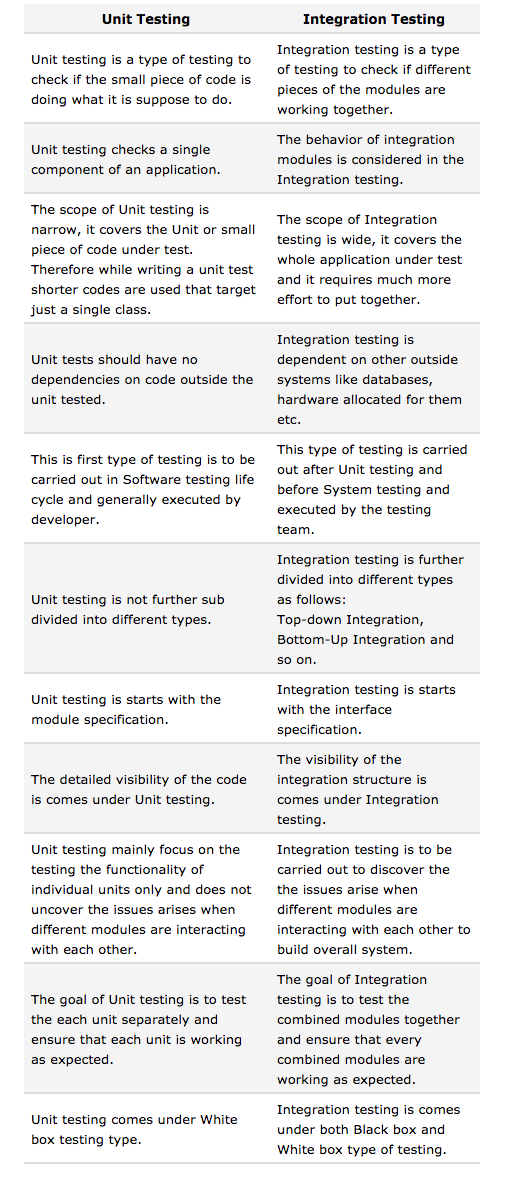 Unit Testing
Integration Testing
Unit testing is a type of testing to
check if the small piece of code is
doing what it is suppose to do.
Integration testing is a type
of testing to check if different
pieces of the modules are
working together.
Unit testing checks a single
component of an application.
The behavior of integration
modules is considered in the
Integration testing.
The scope of Unit testing is
narrow, it covers the Unit or small
piece of code under test.
Therefore while writing a unit test
shorter codes are used that target
just a single class.
The scope of Integration
testing is wide, it covers the
whole application under test
and it requires much more
effort to put together.
Unit tests should have no
dependencies on code outside the
unit tested.
Integration testing is
dependent on other outside
systems like databases,
hardware allocated for them
etc.
This is first type of testing is to be
carried out in Software testing life
cycle and generally executed by
developer.
This type of testing is carried
out after Unit testing and
before System testing and
executed by the testing
team.
Unit testing is not further sub
divided into different types.
Integration testing is further
divided into different types
as follows:
Top-down Integration,
Bottom-Up Integration and
so on.
Unit testing is starts with the
module specification.
Integration testing is starts
with the interface
specification.
The detailed visibility of the code
is comes under Unit testing.
The visibility of the
integration structure is
comes under Integration
testing.
Unit testing mainly focus on the
testing the functionality of
individual units only and does not
uncover the issues arises when
different modules are interacting
with each other.
Integration testing is to be
carried out to discover the
the issues arise when
different modules are
interacting with each other to
build overall system.
The goal of Unit testing is to test
the each unit separately and
ensure that each unit is working
as expected.
The goal of Integration
testing is to test the
combined modules together
and ensure that every
combined modules are
working as expected.
Unit testing comes under White
box testing type.
Integration testing is comes
under both Black box and
White box type of testing.